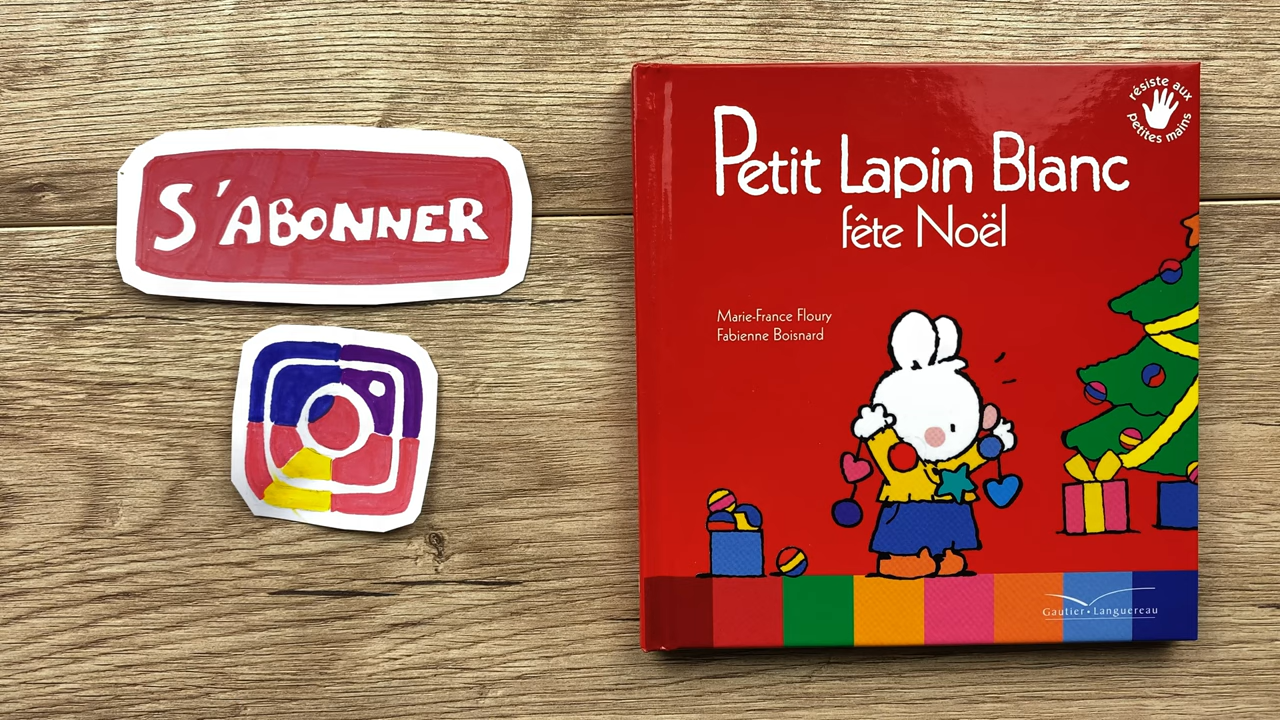 S'ABONNER
résiste aux
petites mains
Petit Lapin Blanc
fête Noël
Marie-France Floury
Fabienne Boisnard
Gautier • Languereau